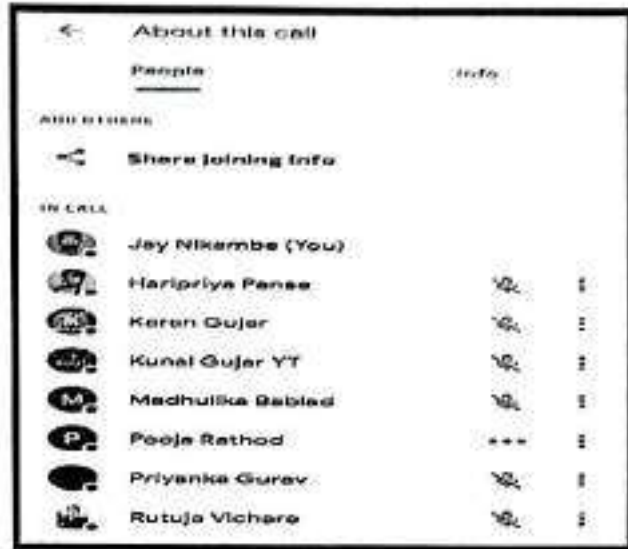 About this call
People Info
ADD OTHERS
Share joining info
IN CALL
Jay Nikambe (You)
Haripriya Panse
Karan Gujar
Kunal Gujar YT
M Madhulika Bablad
P Pooja Rathod
Priyanka Gurav
Rutuja Vichare